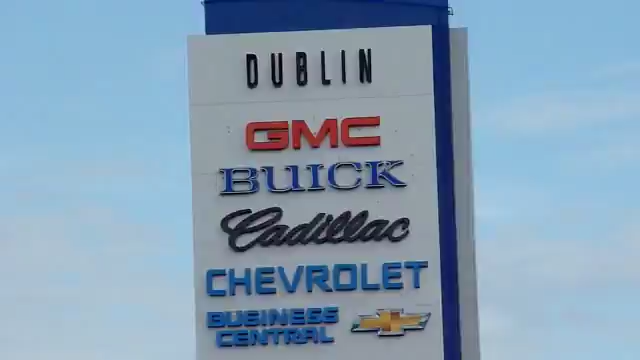 DUBLIN
GMC
BUICK
Cadillac
CHEVROLET
BUSINESS
CENTRAL